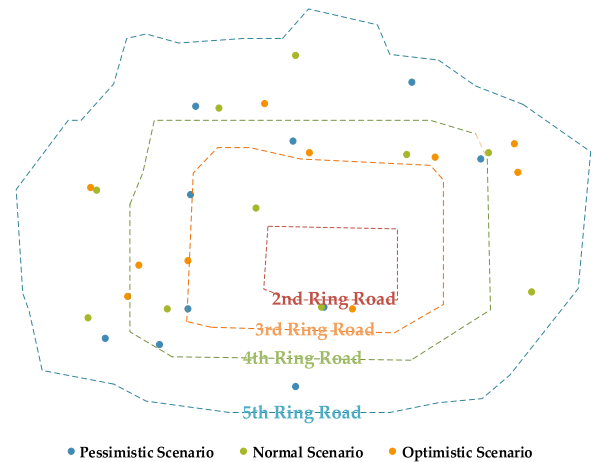 2nd Ring Road
3rd Ring Road
4th Ring Road
5th Ring Road
Pessimistic Scenario Normal Scenario Optimistic Scenario